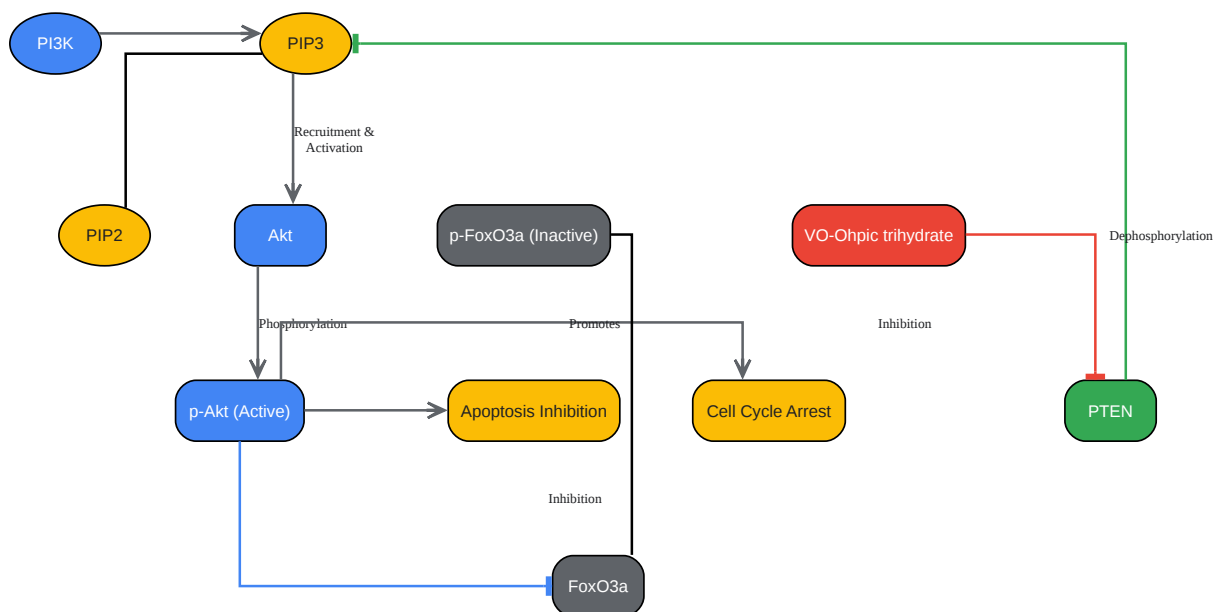 PI3K
PIP3
Recruitment &
Activation
PIP2
Akt
p-FoxO3a (Inactive)
VO-Ohpic trihydrate
Dephosphorylation
Phosphorylation
Promotes
Inhibition
p-Akt (Active)
Apoptosis Inhibition
Cell Cycle Arrest
PTEN
Inhibition
FoxO3a